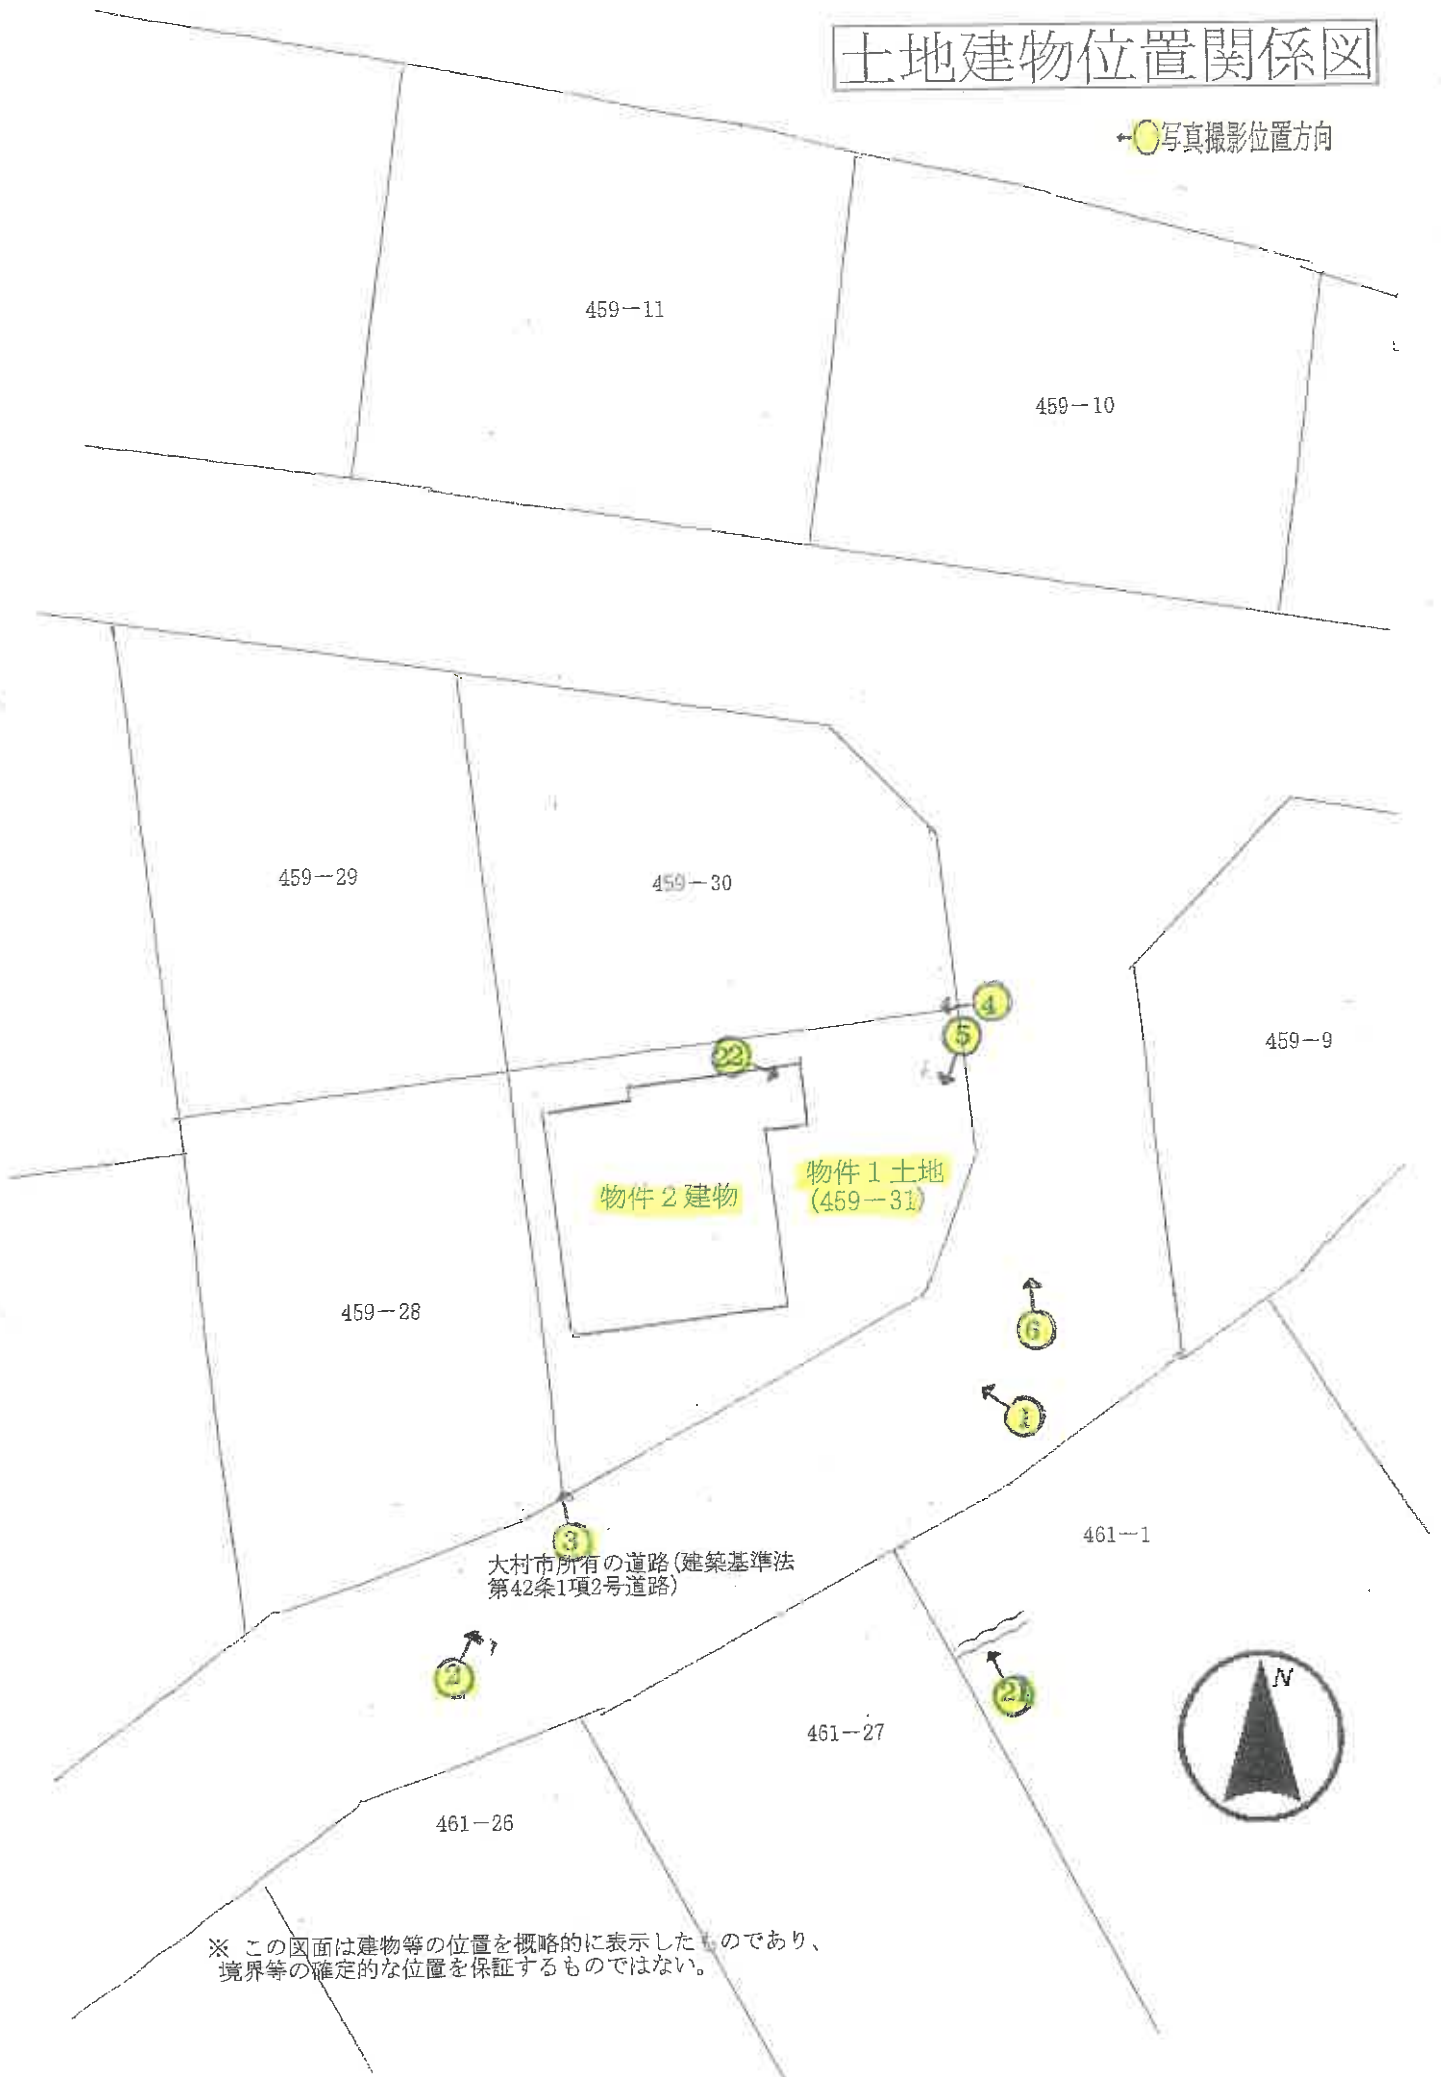 土地建物位置関係図
写真撮影位置方向
459-11
459-10
459-29
459-30
4
5
459-9
22
物件1土地
(459-31)
物件2建物
459-28
6
1
3
461-1
大村市所有の道路(建築基準法
第42条1項2号道路)
2
21
N
461-27
461-26
※ この図面は建物等の位置を概略的に表示したものであり、
境界等の確定的な位置を保証するものではない。